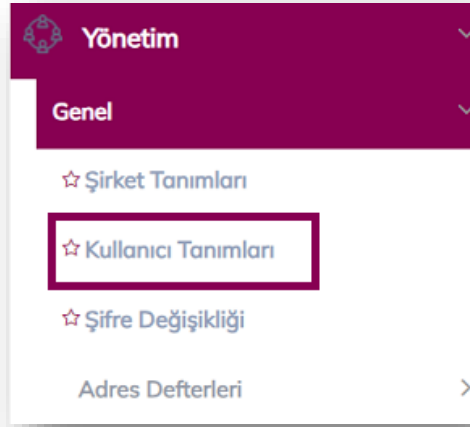 Yönetim
Genel
Şirket Tanımları
Kullanıcı Tanımları
Şifre Değişikliği
Adres Defterleri